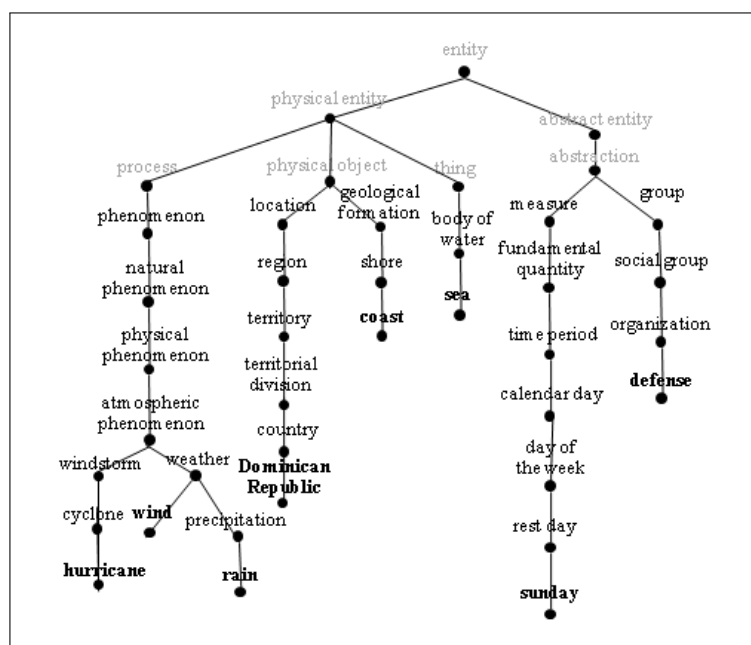 entity
physical entity
abstract entity
process
physical object
thing
abstraction
phenomenon
location
geological
formation
body of
water
measure
group
natural
phenomenon
region
shore
sea
fundamental
quantity
social group
physical
phenomenon
territory
coast
time period
organization
atmospheric
phenomenon
territorial
division
calendar day
defense
windstorm
weather
country
day of
the week
cyclone
wind
precipitation
Dominican
Republic
rest day
hurricane
rain
sunday